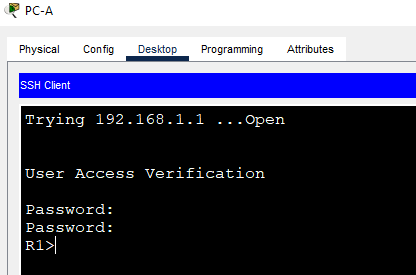 PC-A
Physical Config Desktop Programming Attributes
SSH Client
Trying 192.168.1.1 ...Open
User Access Verification
Password:
Password:
R1>